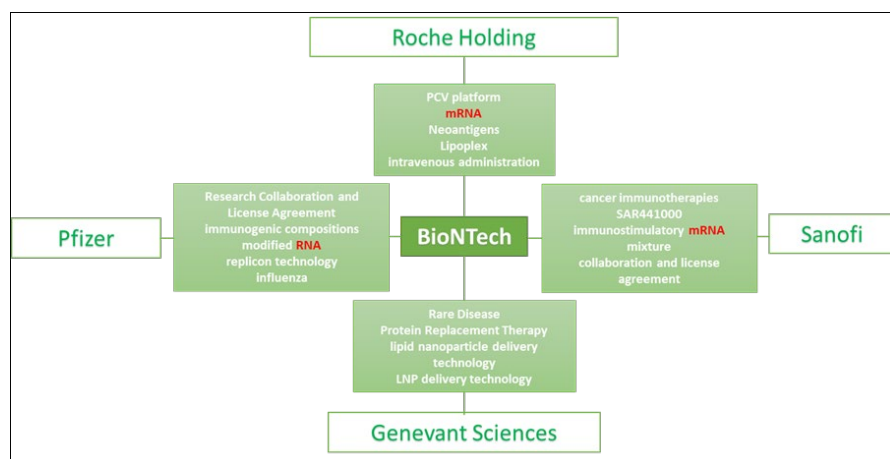 Roche Holding
PCV platform
mRNA
Neoantigens
Lipoplex
intravenous administration
Pfizer
Research Collaboration and
License Agreement
immunogenic compositions
modified RNA
replicon technology
influenza
BioNTech
cancer immunotherapies
SAR441000
immunostimulatory mRNA
mixture
collaboration and license
agreement
Sanofi
Rare Disease
Protein Replacement Therapy
lipid nanoparticle delivery
technology
LNP delivery technology
Genevant Sciences